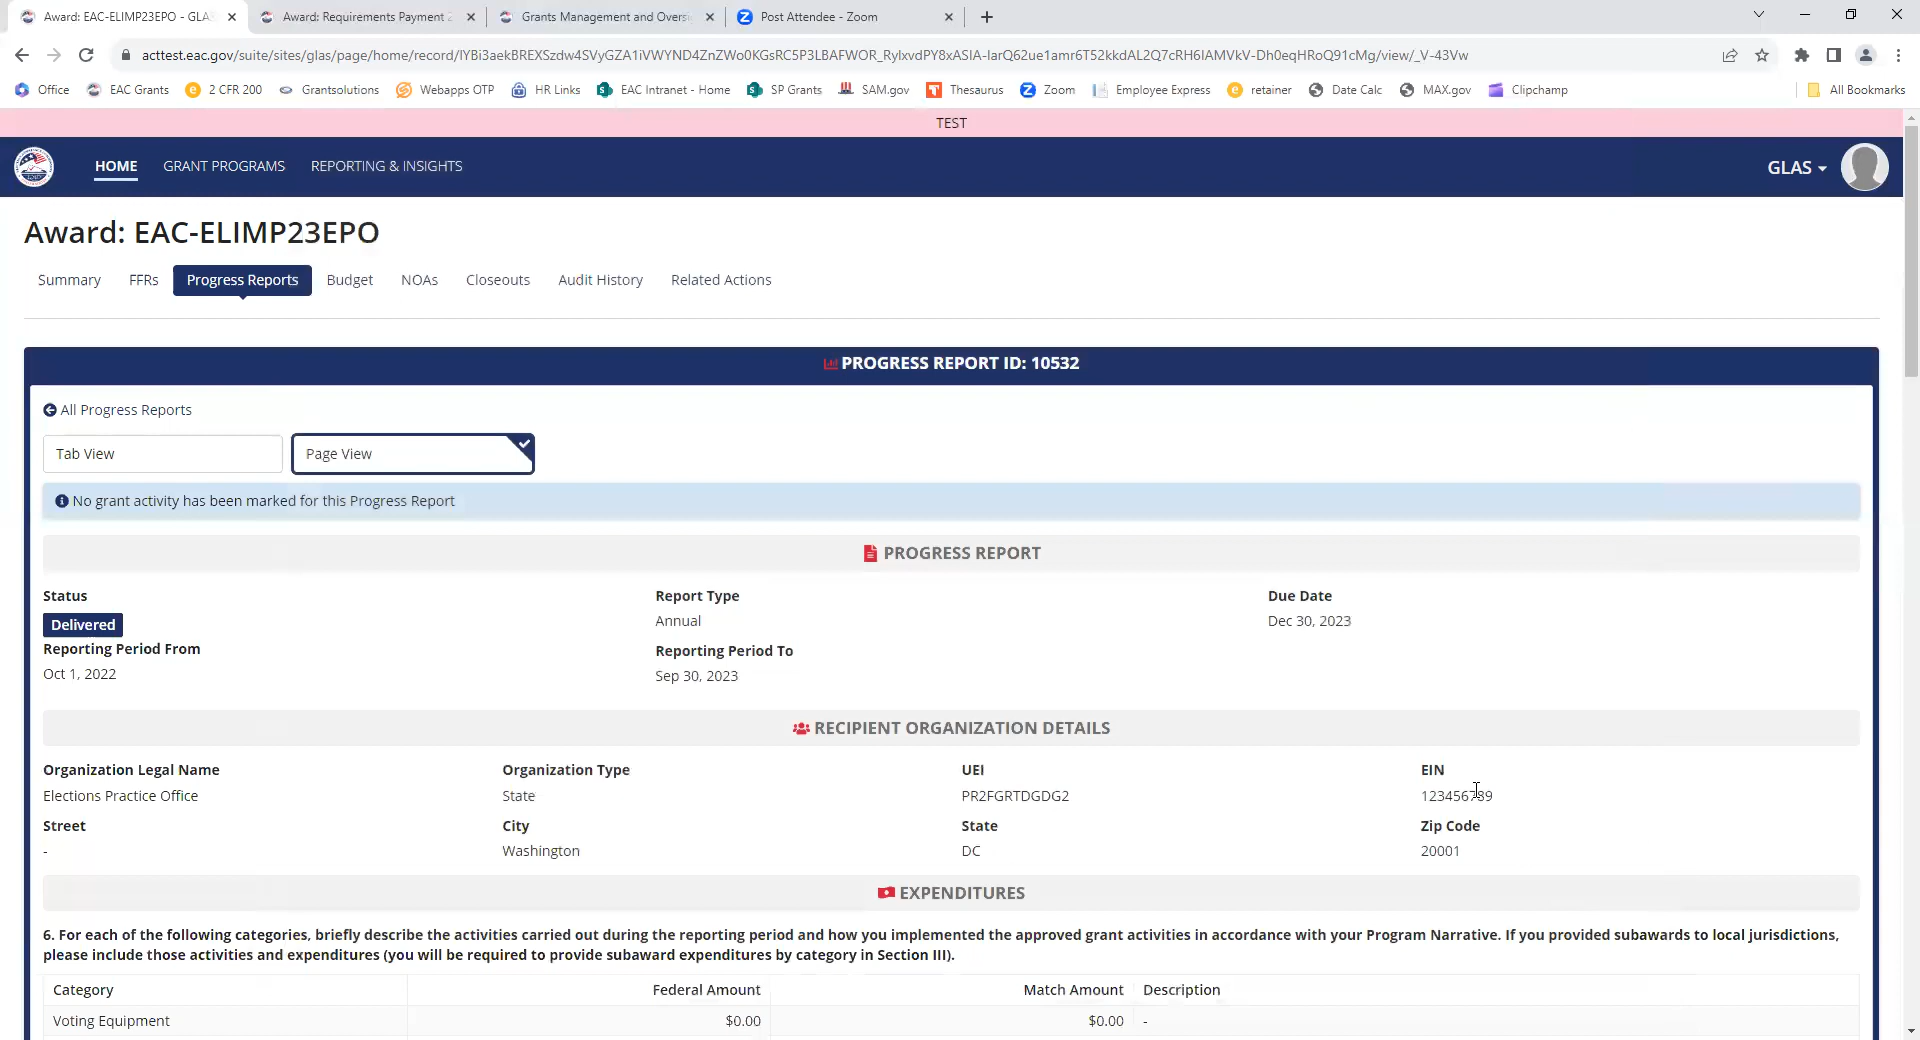 Award: EAC-ELIMP23EPO - GLAS
Award: Requirements Payment 2
Grants Management and Oversi
Post Attendee - Zoom
acttest.eac.gov/suite/sites/glas/page/home/record/lYBi3aekBREXSzdw4SVyGZA1iVWYND4ZnZWo0KGsRC5P3LBAFWOR_RylxvdPY8xASIA-larQ62ue1amr6T52kkdAL2Q7cRH6IAMVkV-Dh0eqHRoQ91cMg/view/_V-43Vw
Office EAC Grants 2 CFR 200 Grantsolutions Webapps OTP HR Links EAC Intranet - Home SP Grants SAM.gov Thesaurus Zoom Employee Express retainer Date Calc MAX.gov Clipchamp All Bookmarks
TEST
HOME GRANT PROGRAMS REPORTING & INSIGHTS GLAS
Award: EAC-ELIMP23EPO
Summary FFRs Progress Reports Budget NOAs Closeouts Audit History Related Actions
PROGRESS REPORT ID: 10532
All Progress Reports
Tab View Page View
No grant activity has been marked for this Progress Report
PROGRESS REPORT
Status Report Type Due Date
Delivered Annual Dec 30, 2023
Reporting Period From Reporting Period To
Oct 1, 2022 Sep 30, 2023
RECIPIENT ORGANIZATION DETAILS
Organization Legal Name Organization Type UEI EIN
Elections Practice Office State PR2FGRTDGDG2 123456789
Street City State Zip Code
- Washington DC 20001
EXPENDITURES
6. For each of the following categories, briefly describe the activities carried out during the reporting period and how you implemented the approved grant activities in accordance with your Program Narrative. If you provided subawards to local jurisdictions,
please include those activities and expenditures (you will be required to provide subaward expenditures by category in Section III).
Category Federal Amount Match Amount Description
Voting Equipment $0.00 $0.00 -